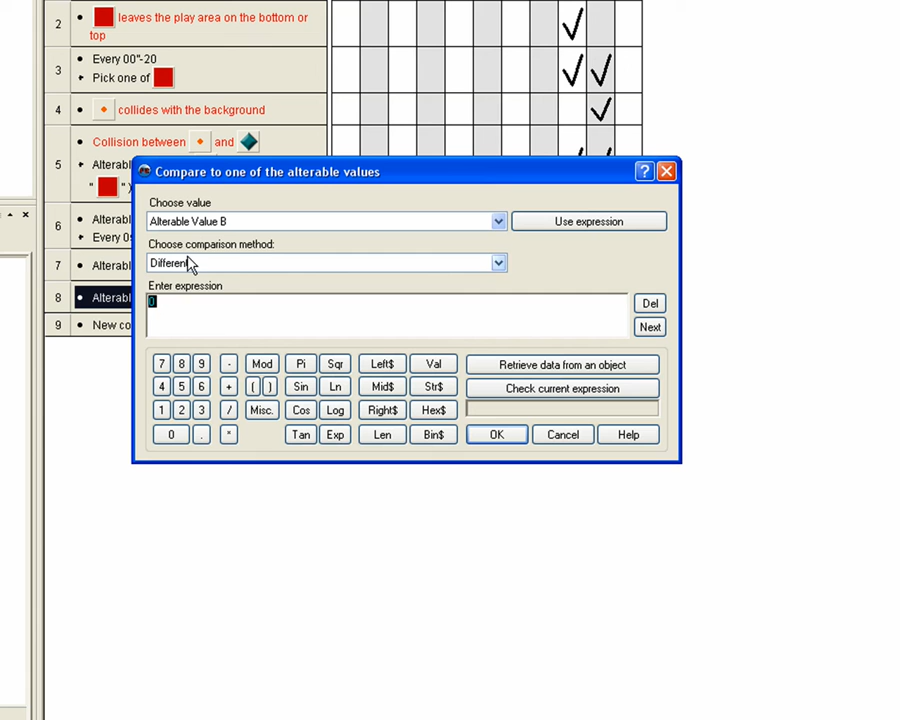 2 • leaves the play area on the bottom or
top
3 • Every 00"-20
Pick one of
4 • collides with the background
• Collision between and
5 Alterabl
" " )
6 Alterabl
Every 0
7 • Alterabl
8 • Alterabl
9 • New co
Compare to one of the alterable values
Choose value
Alterable Value B Use expression
Choose comparison method:
Different
Enter expression
0
Del
Next
7 8 9 - Mod Pi Sqr Left$ Val Retrieve data from an object
4 5 6 + ( ) Sin Ln Mid$ Str$ Check current expression
1 2 3 / Misc. Cos Log Right$ Hex$
0 . * Tan Exp Len Bin$ OK Cancel Help